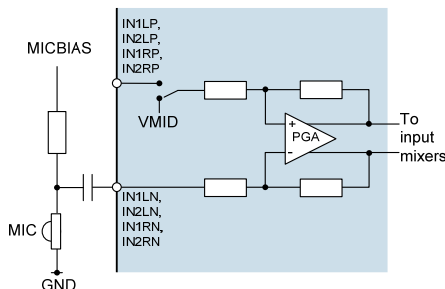 MICBIAS
IN1LP,
IN2LP,
IN1RP,
IN2RP
VMID
+
PGA
-
To
input
mixers
IN1LN,
IN2LN,
IN1RN,
IN2RN
MIC
GND